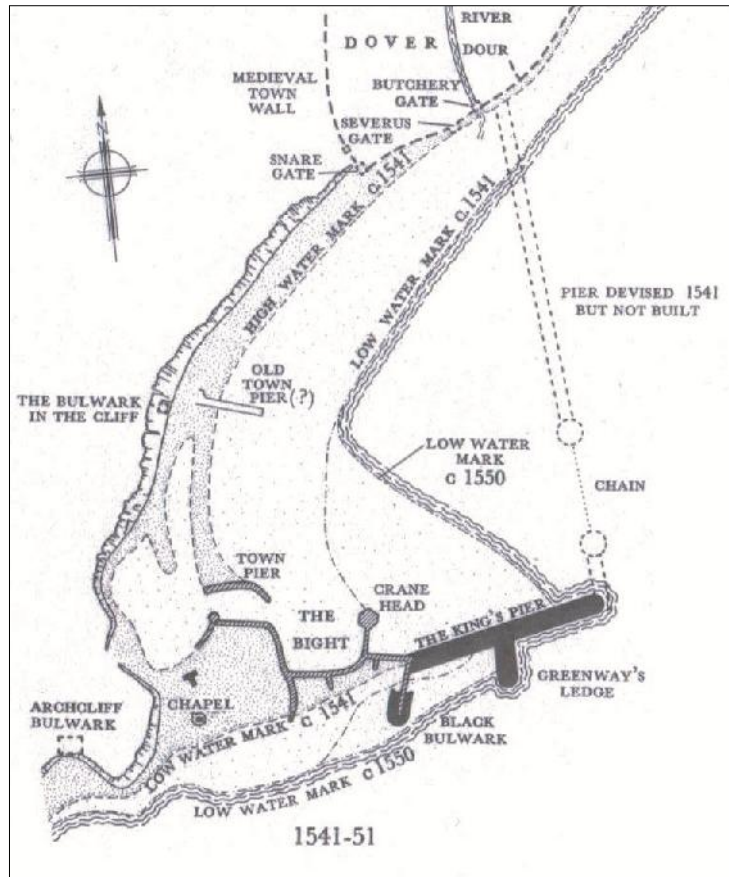 RIVER
DOUR
DOVER
MEDIEVAL
TOWN
WALL
BUTCHERY
GATE
SEVERUS
GATE
SNARE
GATE
N
HIGH WATER MARK c.1541
LOW WATER MARK c.1541
PIER DEVISED 1541
BUT NOT BUILT
OLD
TOWN
PIER(?)
THE BULWARK
IN THE CLIFF
LOW WATER
MARK
c 1550
CHAIN
TOWN
PIER
CRANE
HEAD
THE
BIGHT
THE KING'S PIER
GREENWAY'S
LEDGE
ARCHCLIFF
BULWARK
CHAPEL
BLACK
BULWARK
LOW WATER MARK c 1541
LOW WATER MARK c1550
1541-51